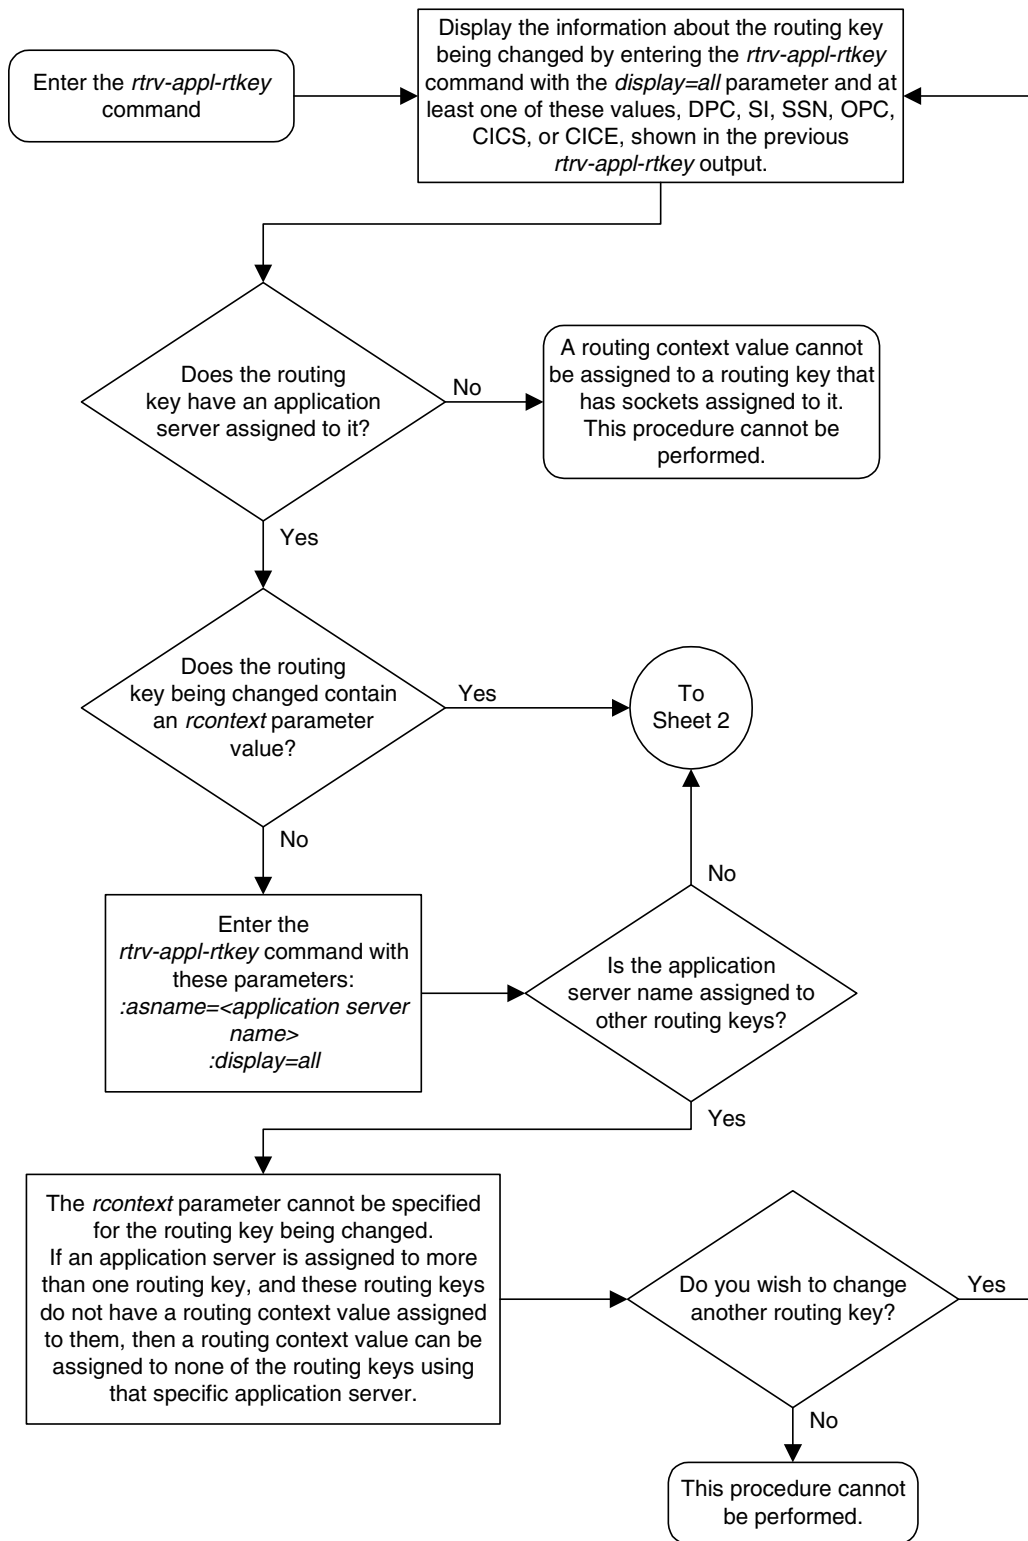 Enter the rtrv-appl-rtkey
command
Display the information about the routing key
being changed by entering the rtrv-appl-rtkey
command with the display=all parameter and at
least one of these values, DPC, SI, SSN, OPC,
CICS, or CICE, shown in the previous
rtrv-appl-rtkey output.
Does the routing
key have an application
server assigned to it?
No
A routing context value cannot
be assigned to a routing key that
has sockets assigned to it.
This procedure cannot be
performed.
Yes
Does the routing
key being changed contain
an rcontext parameter
value?
Yes
To
Sheet 2
No
Enter the
rtrv-appl-rtkey command with
these parameters:
:asname=<application server
name>
:display=all
Is the application
server name assigned to
other routing keys?
No
Yes
The rcontext parameter cannot be specified
for the routing key being changed.
If an application server is assigned to more
than one routing key, and these routing keys
do not have a routing context value assigned
to them, then a routing context value can be
assigned to none of the routing keys using
that specific application server.
Do you wish to change
another routing key?
Yes
No
This procedure cannot
be performed.